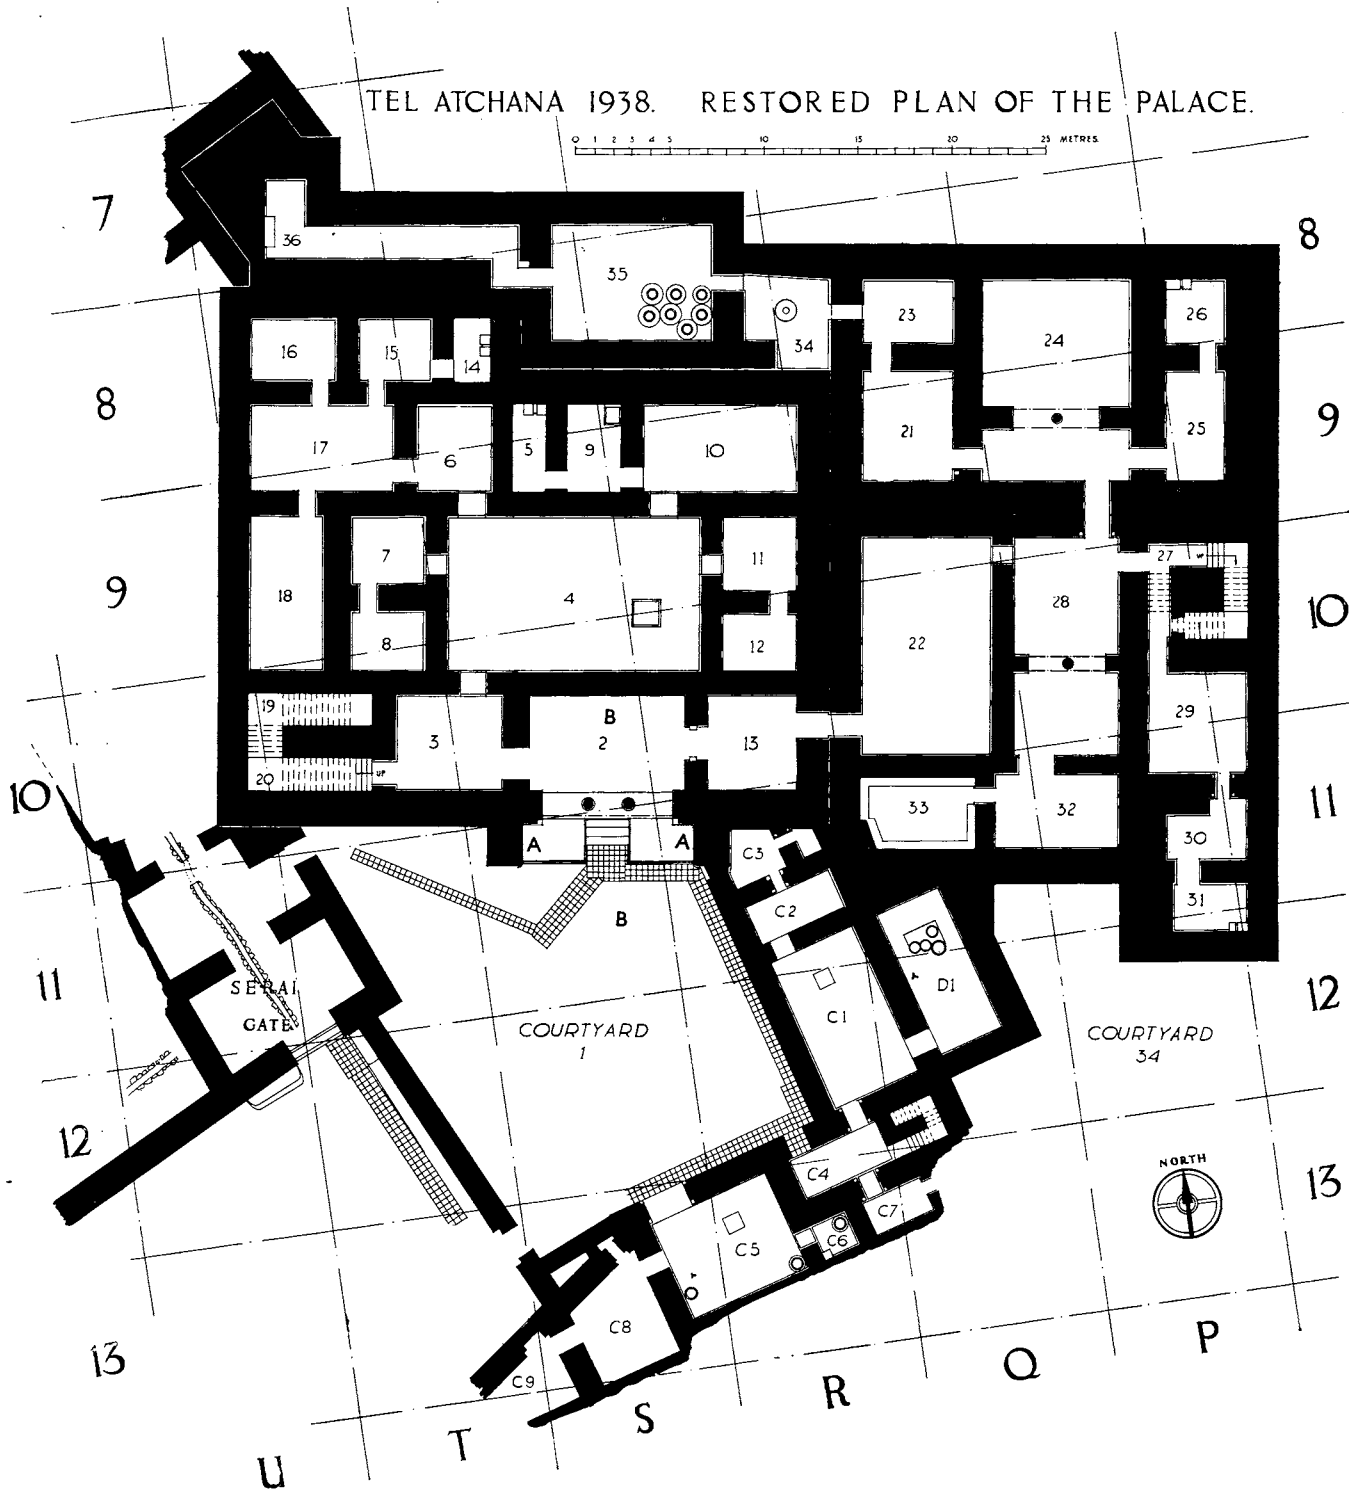 TEL ATCHANA 1938. RESTORED PLAN OF THE PALACE.
0 1 2 3 4 5 10 15 20 25 METRES.
7
8
36
35
23
24
26
34
16
15
14
8
9
17
6
5
9
10
21
25
7
11
27
9
18
4
28
10
8
12
22
19
B
29
3
2
13
20
UP
UP
10
33
32
30
11
A
A
C3
31
C2
B
11
SERAI
GATE
D1
12
C1
COURTYARD
1
COURTYARD
34
12
C4
NORTH
13
C7
C6
C5
C8
13
C9
P
Q
R
S
T
U